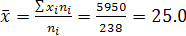 x̄ = ∑xᵢnᵢ / nᵢ = 5950 / 238 = 25.0